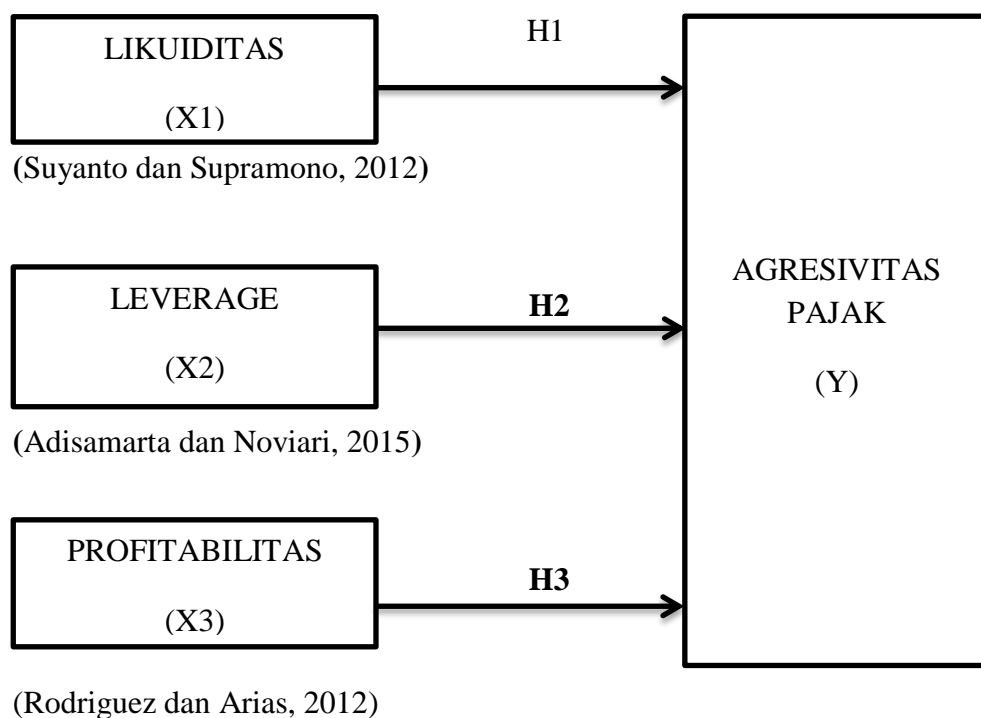 LIKUIDITAS
(X1)
(Suyanto dan Supramono, 2012)
H1
LEVERAGE
(X2)
(Adisamarta dan Noviari, 2015)
H2
PROFITABILITAS
(X3)
(Rodriguez dan Arias, 2012)
H3
AGRESIVITAS
PAJAK
(Y)